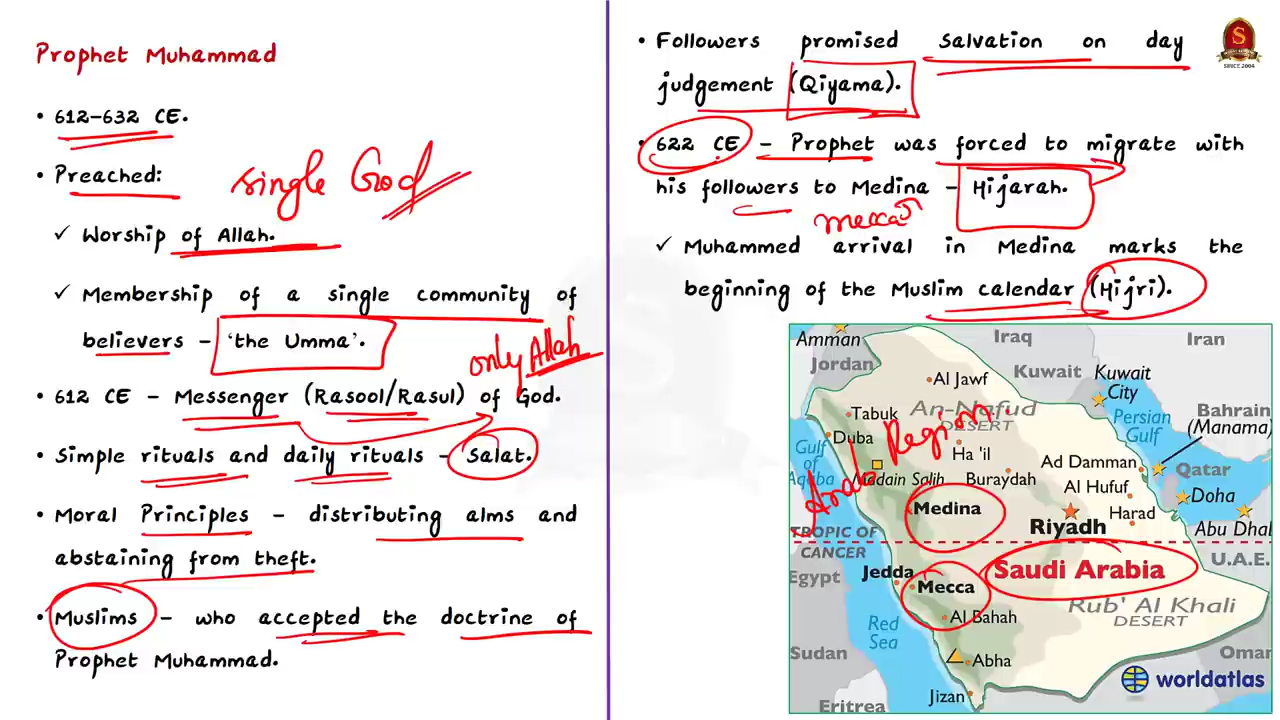 Prophet Muhammad
• 612-632 CE.
• Preached:
single God
✓ Worship of Allah.
✓ Membership of a single community of
believers - 'the Umma'.
only Allah
• 612 CE - Messenger (Rasool/Rasul) of God.
• Simple rituals and daily rituals - Salat.
• Moral Principles - distributing alms and
abstaining from theft.
• Muslims - who accepted the doctrine of
Prophet Muhammad.
• Followers promised salvation on day
judgement (Qiyama).
• 622 CE - Prophet was forced to migrate with
his followers to Medina - Hijarah.
mecca
✓ Muhammed arrival in Medina marks the
beginning of the Muslim calendar (Hijri).
S
SINCE 2004
Amman
Jordan
Iraq
Iran
Kuwait
Kuwait
City
Al Jawf
An-Nafud
DESERT
Persian
Gulf
Bahrain
(Manama)
Tabuk
Duba
Gulf
of
Aqaba
Arab Region
Ha 'il
Madain Salih
Buraydah
Ad Damman
Al Hufuf
Qatar
Doha
Medina
Riyadh
Harad
Abu Dhabi
TROPIC OF
CANCER
Egypt
Jedda
Mecca
Saudi Arabia
U.A.E.
Rub' Al Khali
DESERT
Al Bahah
Red
Sea
Sudan
Abha
Oman
Jizan
Eritrea
worldatlas